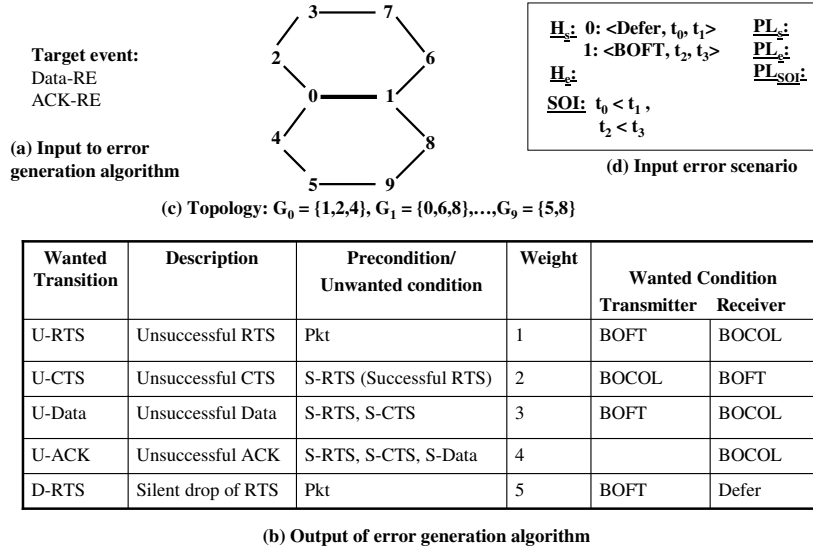 Target event:
Data-RE
ACK-RE
(a) Input to error
generation algorithm
3 7
2 6
0 1
4 8
5 9
(c) Topology: G0 = {1,2,4}, G1 = {0,6,8},...,G9 = {5,8}
Hs: 0: <Defer, t0, t1> PLs:
1: <BOFT, t2, t3> PLe:
He: PLSOI:
SOI: t0 < t1 ,
t2 < t3
(d) Input error scenario
Wanted Transition | Description | Precondition/ Unwanted condition | Weight | Wanted Condition Transmitter Receiver
U-RTS | Unsuccessful RTS | Pkt | 1 | BOFT | BOCOL
U-CTS | Unsuccessful CTS | S-RTS (Successful RTS) | 2 | BOCOL | BOFT
U-Data | Unsuccessful Data | S-RTS, S-CTS | 3 | BOFT | BOCOL
U-ACK | Unsuccessful ACK | S-RTS, S-CTS, S-Data | 4 | | BOCOL
D-RTS | Silent drop of RTS | Pkt | 5 | BOFT | Defer
(b) Output of error generation algorithm